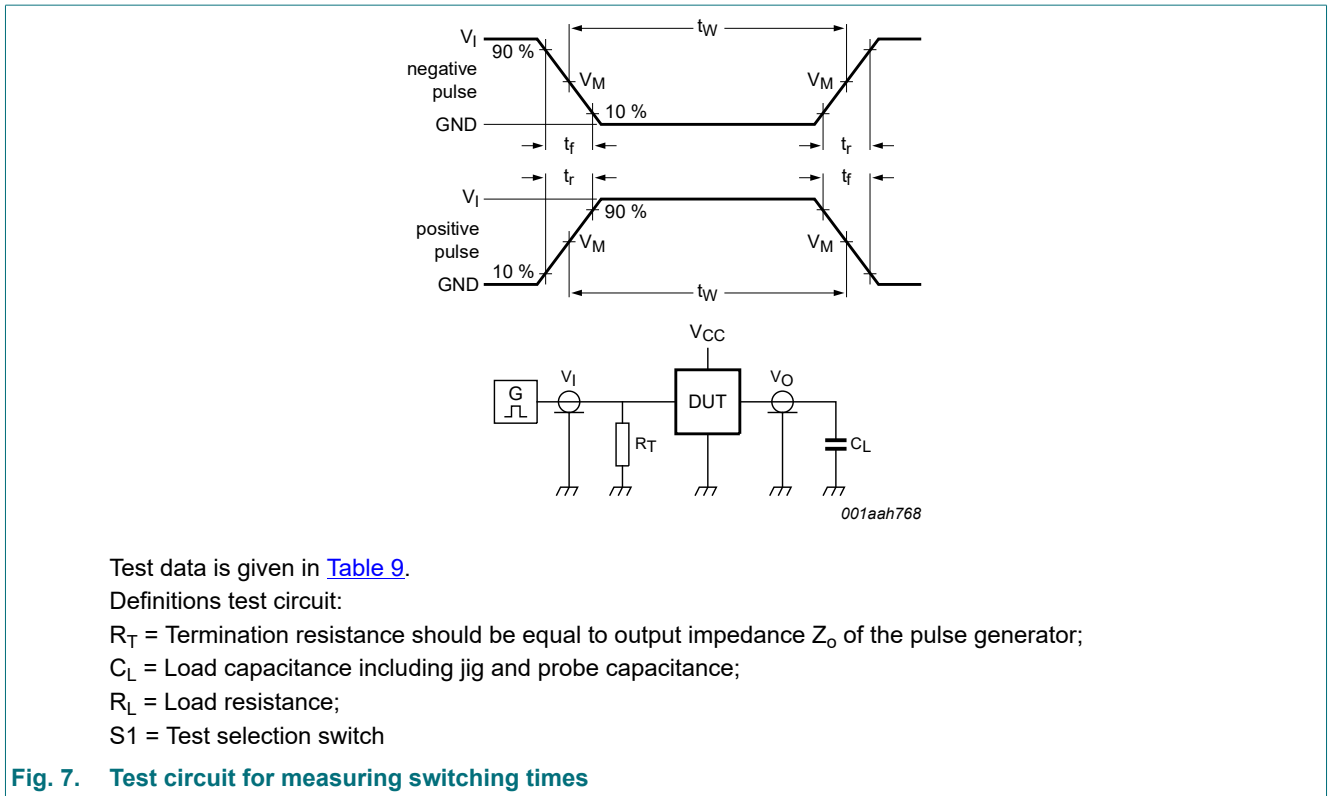 tW
VI
90 %
negative
pulse
VM
VM
10 %
GND
tf
tr
tr
tf
VI
90 %
positive
pulse
VM
VM
10 %
GND
tW
VCC
G
VI
DUT
VO
RT
CL
001aah768
Test data is given in Table 9.
Definitions test circuit:
RT = Termination resistance should be equal to output impedance Zo of the pulse generator;
CL = Load capacitance including jig and probe capacitance;
RL = Load resistance;
S1 = Test selection switch
Fig. 7. Test circuit for measuring switching times